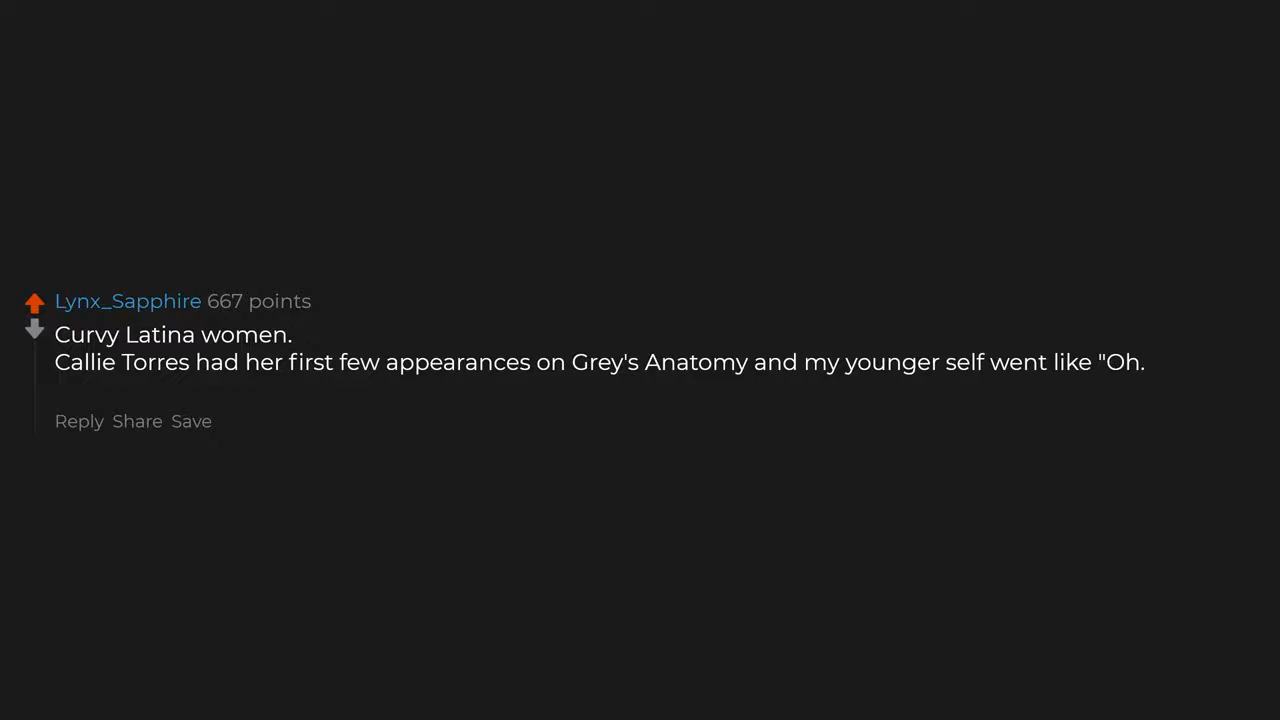 Lynx_Sapphire 667 points
Curvy Latina women.
Callie Torres had her first few appearances on Grey's Anatomy and my younger self went like "Oh.
Reply Share Save